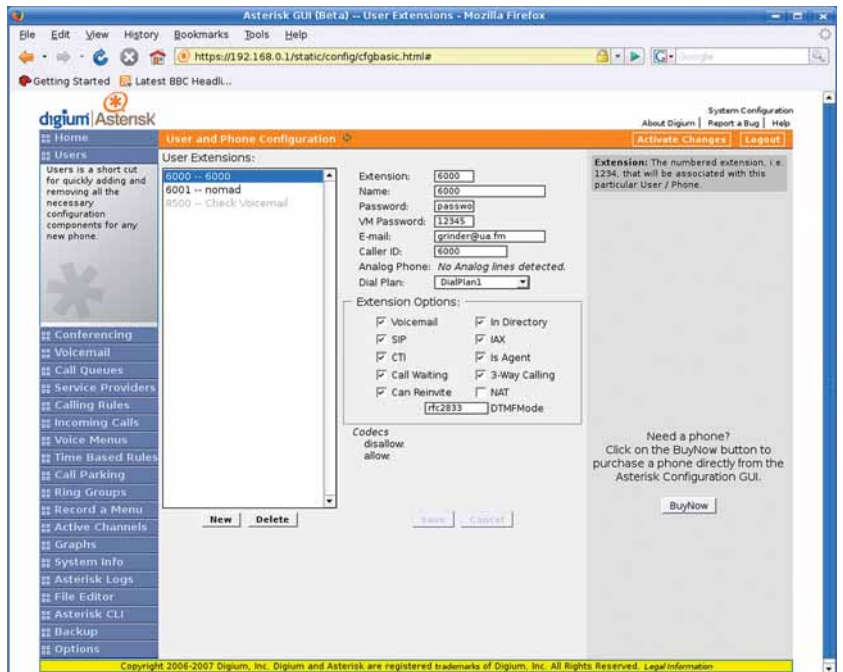 Asterisk GUI (Beta) -- User Extensions - Mozilla Firefox
File Edit View History Bookmarks Tools Help
https://192.168.0.1/static/config/cfgbasic.html#
Google
Getting Started Latest BBC Headli...
digium Asterisk
System Configuration
About Digium | Report a Bug | Help
Home
User and Phone Configuration
Activate Changes
Logout
Users
Users is a short cut
for quickly adding and
removing all the
necessary
configuration
components for any
new phone.
Conferencing
Voicemail
Call Queues
Service Providers
Calling Rules
Incoming Calls
Voice Menus
Time Based Rules
Call Parking
Ring Groups
Record a Menu
Active Channels
Graphs
System Info
Asterisk Logs
File Editor
Asterisk CLI
Backup
Options
User Extensions:
6000 -- 6000
6001 -- nomad
8500 -- Check Voicemail
New
Delete
Extension: 6000
Name: 6000
Password: passwo
VM Password: 12345
E-mail: grinder@ua.fm
Caller ID: 6000
Analog Phone: No Analog lines detected.
Dial Plan: DialPlan1
Extension Options:
Voicemail In Directory
SIP IAX
CTI Is Agent
Call Waiting 3-Way Calling
Can Reinvite NAT
rfc2833 DTMFMode
Codecs
disallow:
allow:
Save
Cancel
Extension: The numbered extension, i.e.
1234, that will be associated with this
particular User / Phone.
Need a phone?
Click on the BuyNow button to
purchase a phone directly from the
Asterisk Configuration GUI.
BuyNow
Copyright 2006-2007 Digium, Inc. Digium and Asterisk are registered trademarks of Digium, Inc. All Rights Reserved. Legal Information